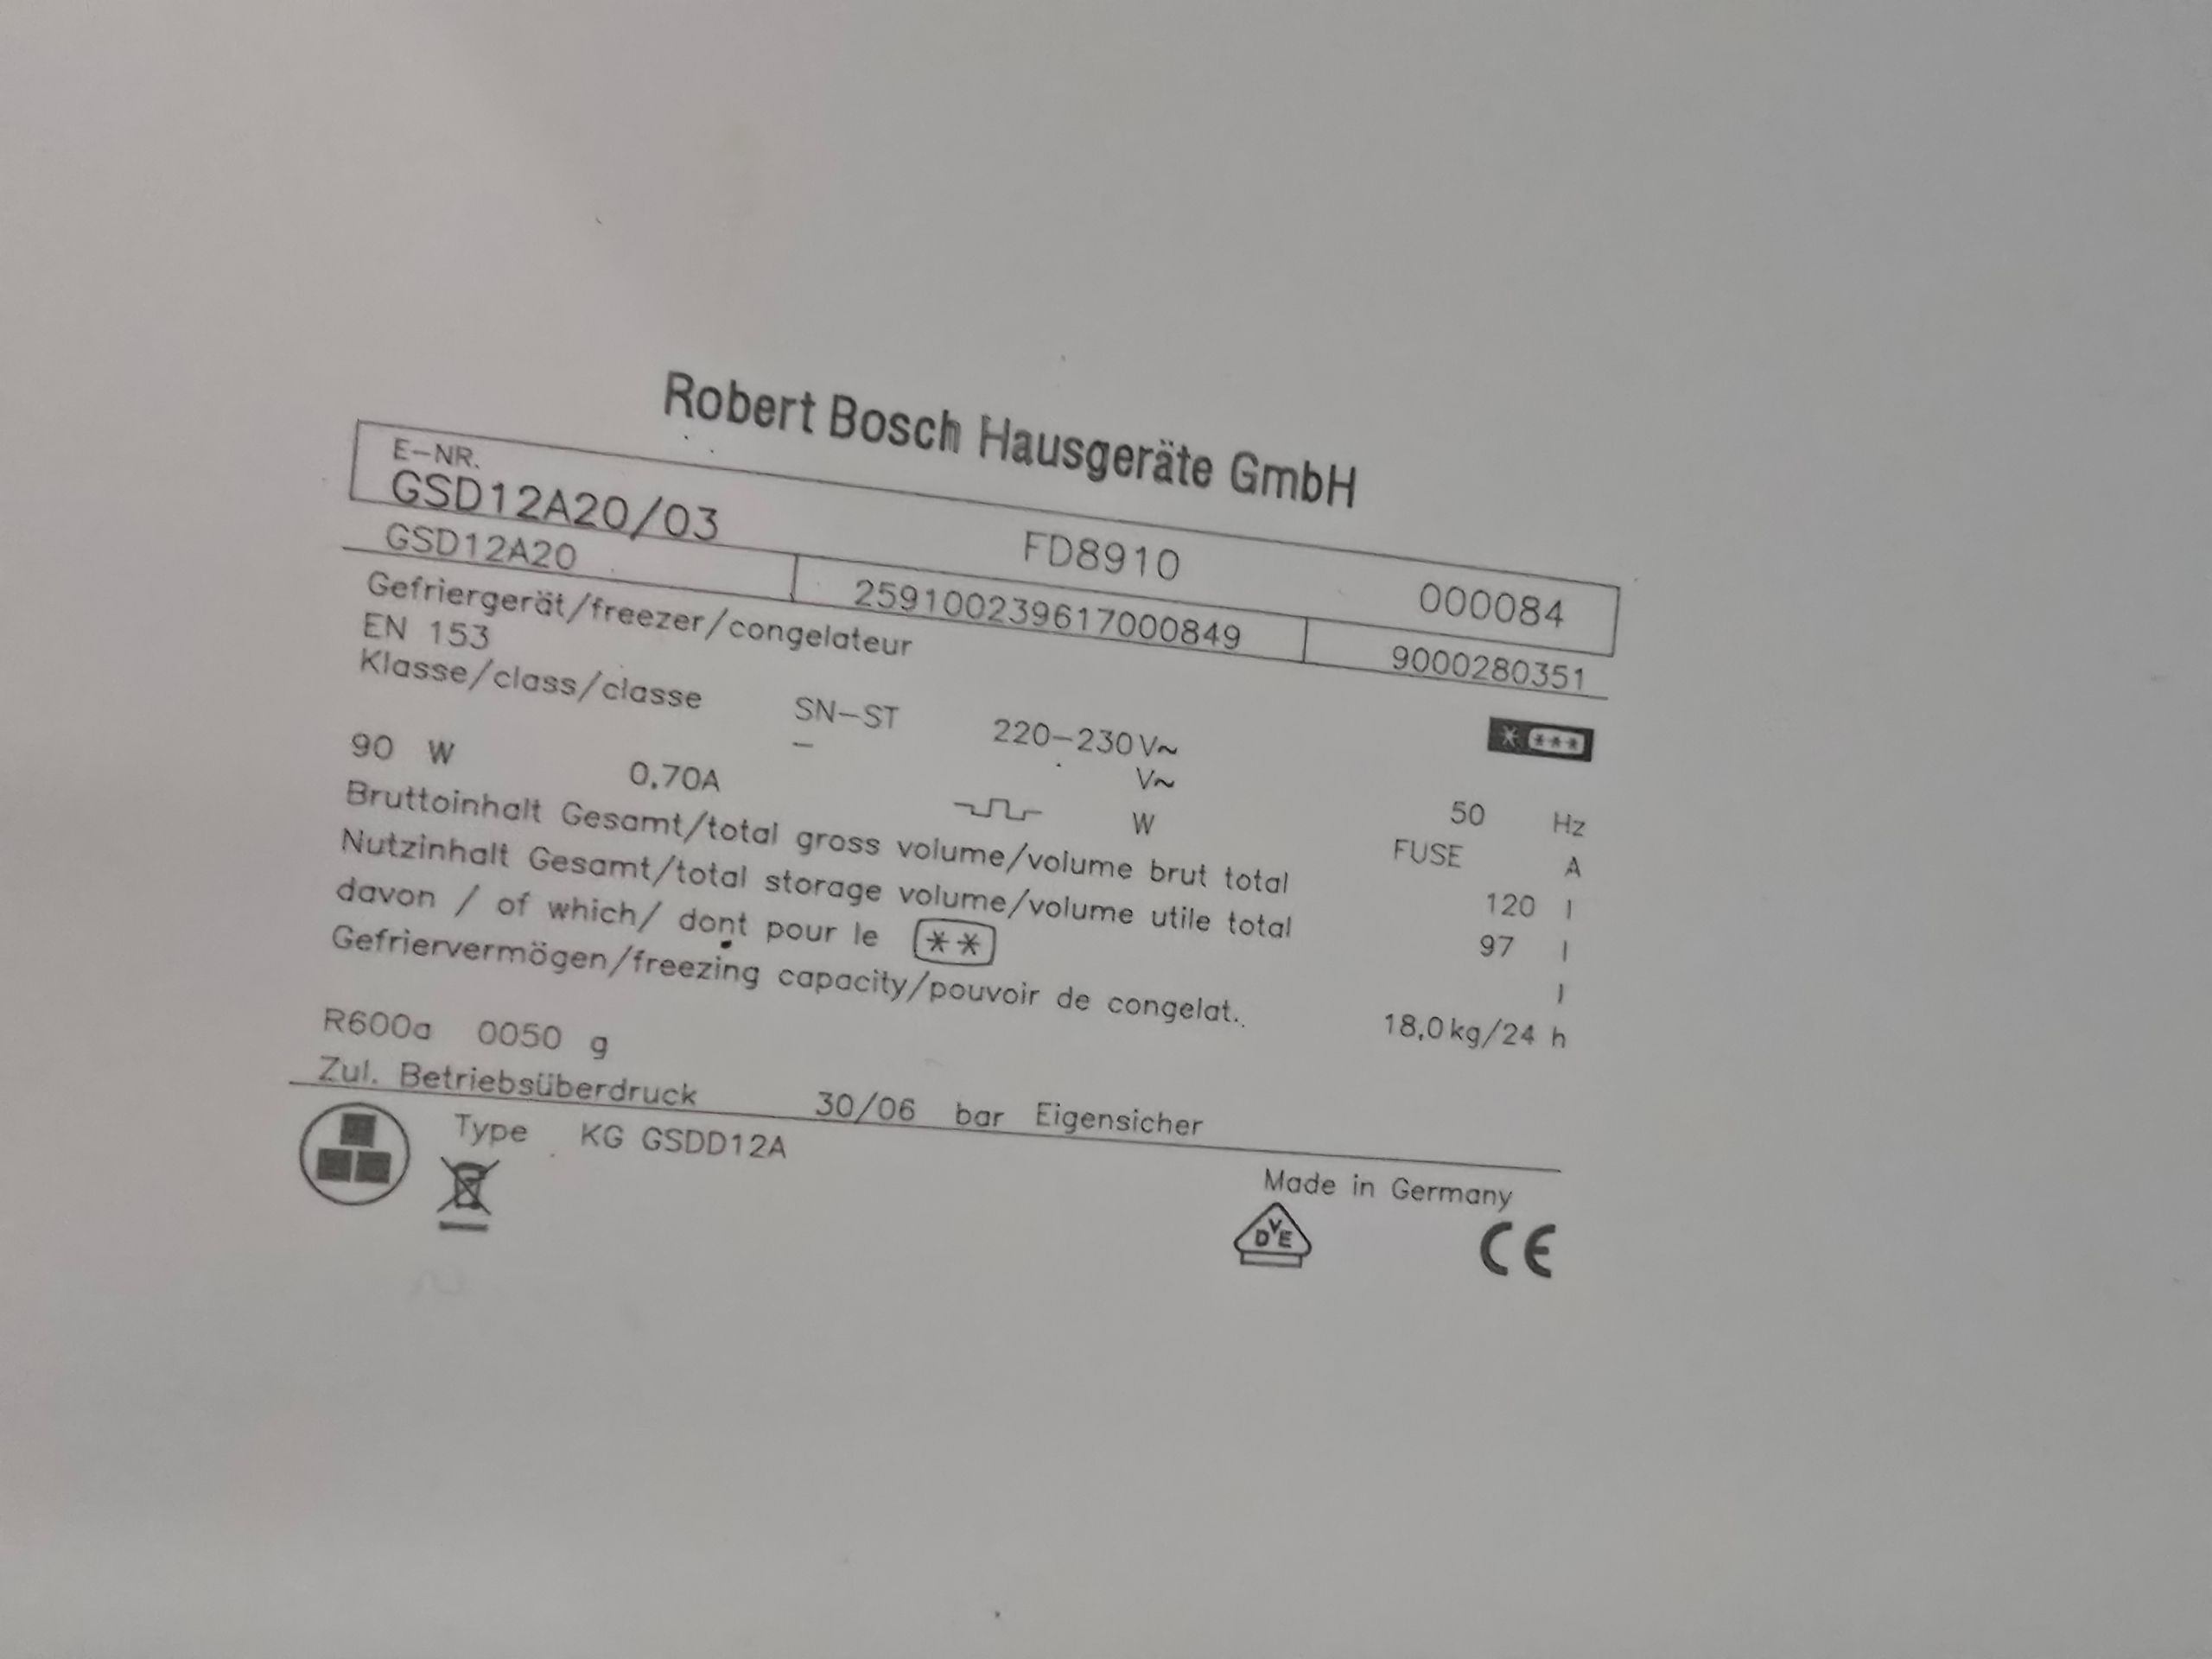 Robert Bosch Hausgeräte GmbH
E-NR.
GSD12A20/03 FD8910 000084
GSD12A20 259100239617000849 9000280351
Gefriergerät/freezer/congelateur
EN 153
Klasse/class/classe SN-ST 220-230V~ 50 Hz
- V~ FUSE A
90 W 0,70A W
Bruttoinhalt Gesamt/total gross volume/volume brut total 120 l
Nutzinhalt Gesamt/total storage volume/volume utile total 97 l
davon / of which/ dont pour le ** l
Gefriervermögen/freezing capacity/pouvoir de congelat. 18,0kg/24 h
R600a 0050 g
Zul. Betriebsüberdruck 30/06 bar Eigensicher
Type KG GSDD12A
Made in Germany
DVE
CE